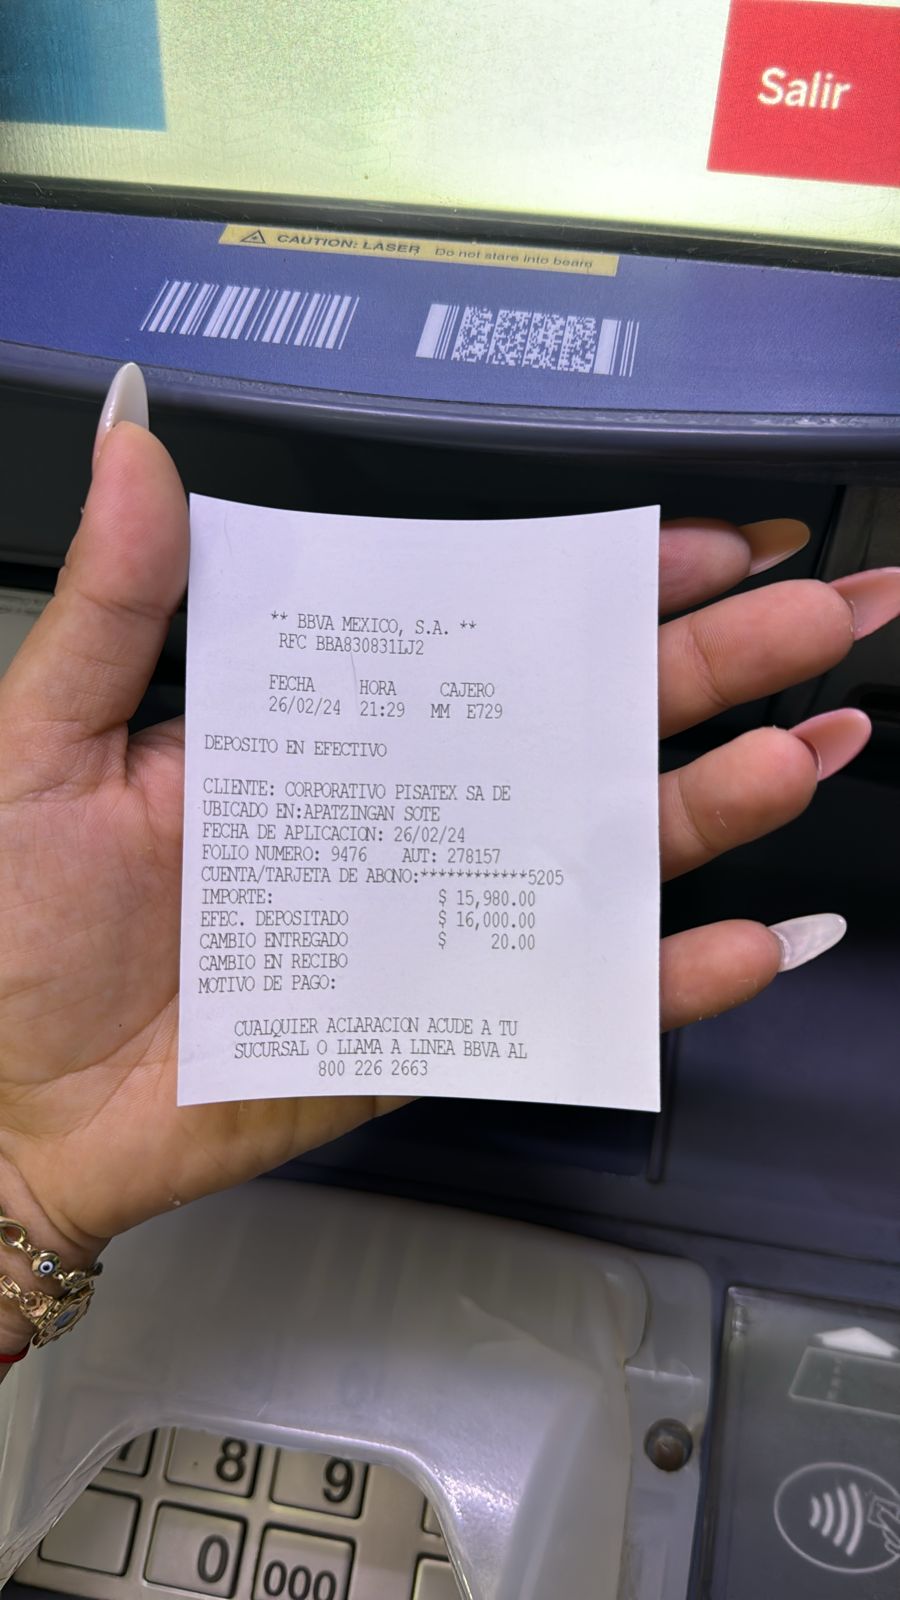 Salir
CAUTION: LASER Do not stare into beam
** BBVA MEXICO, S.A. **
RFC BBA830831LJ2
FECHA HORA CAJERO
26/02/24 21:29 MM E729
DEPOSITO EN EFECTIVO
CLIENTE: CORPORATIVO PISATEX SA DE
UBICADO EN:APATZINGAN SOTE
FECHA DE APLICACION: 26/02/24
FOLIO NUMERO: 9476 AUT: 278157
CUENTA/TARJETA DE ABONO:************5205
IMPORTE: $ 15,980.00
EFEC. DEPOSITADO $ 16,000.00
CAMBIO ENTREGADO $ 20.00
CAMBIO EN RECIBO
MOTIVO DE PAGO:
CUALQUIER ACLARACION ACUDE A TU
SUCURSAL O LLAMA A LINEA BBVA AL
800 226 2663
8 9
0 000